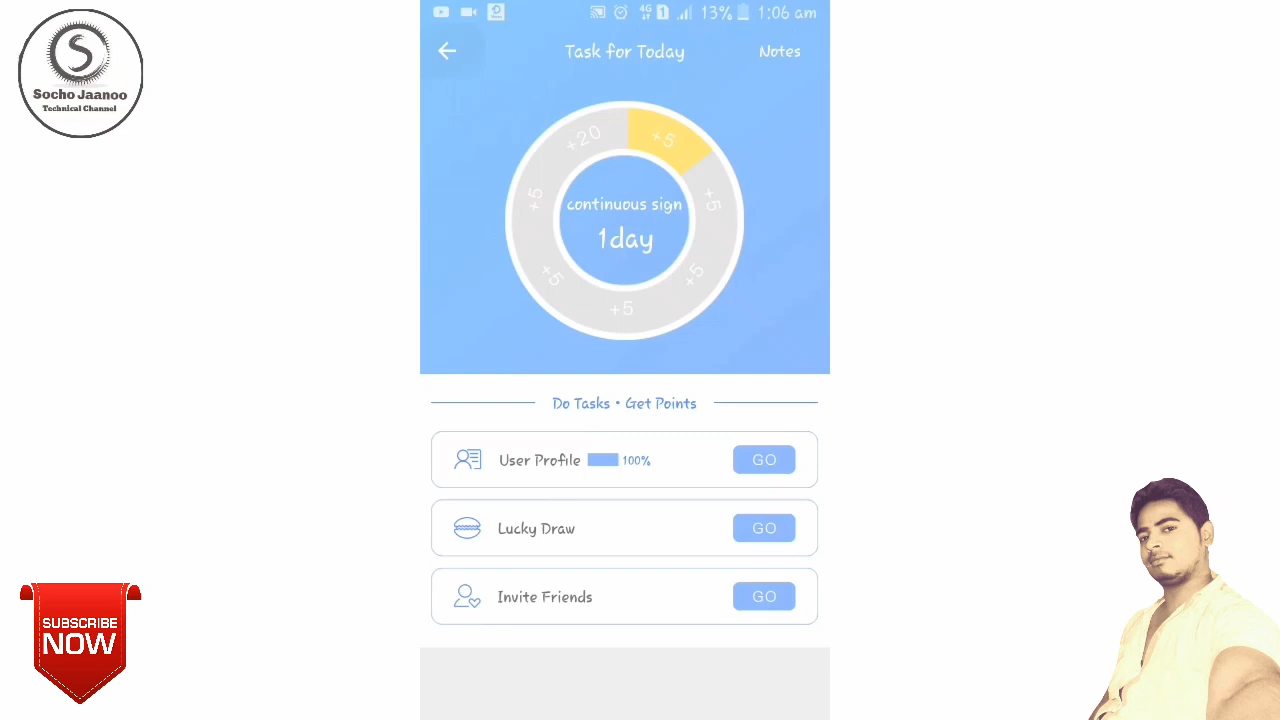 Socho Jaanoo
Technical Channel
4G 1 13% 1:06 am
Task for Today
Notes
+20
+5
+5
+5
continuous sign
1day
+5
+5
+5
Do Tasks • Get Points
User Profile 100% GO
Lucky Draw GO
Invite Friends GO
SUBSCRIBE
NOW